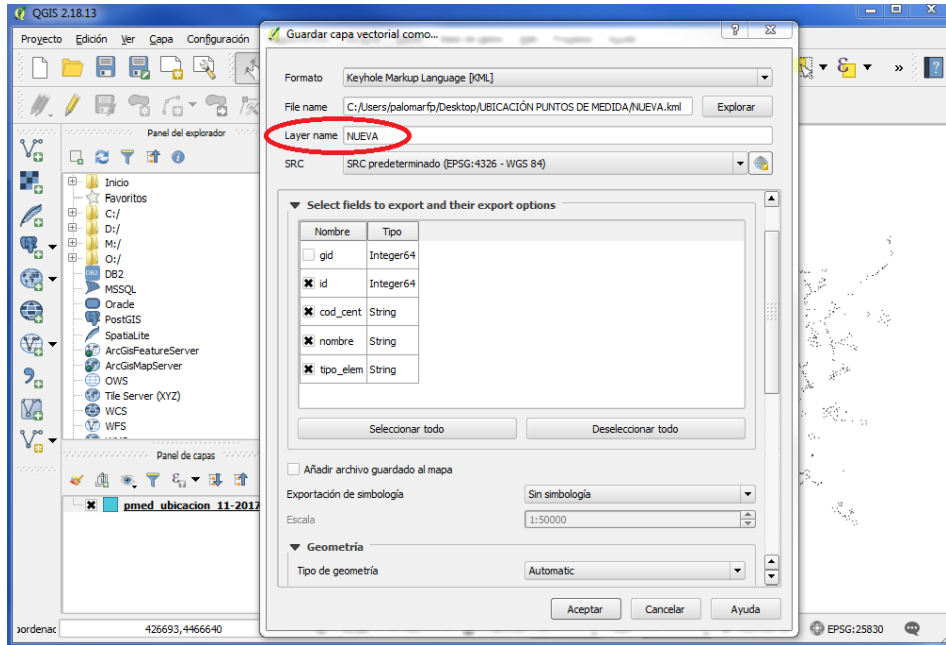 QGIS 2.18.13
Proyecto Edición Ver Capa Configuración
Guardar capa vectorial como...
Formato Keyhole Markup Language [KML]
File name C:/Users/palomarfp/Desktop/UBICACIÓN PUNTOS DE MEDIDA/NUEVA.kml Explorar
Layer name NUEVA
SRC SRC predeterminado (EPSG:4326 - WGS 84)
Panel del explorador
Inicio
Favoritos
C:/
D:/
M:/
O:/
DB2
MSSQL
Oracle
PostGIS
SpatiaLite
ArcGisFeatureServer
ArcGisMapServer
OWS
Tile Server (XYZ)
WCS
WFS
Panel de capas
pmed_ubicacion_11-2017
Select fields to export and their export options
Nombre Tipo
gid Integer64
id Integer64
cod_cent String
nombre String
tipo_elem String
Seleccionar todo Deseleccionar todo
Añadir archivo guardado al mapa
Exportación de simbología Sin simbología
Escala 1:50000
Geometría
Tipo de geometría Automatic
Aceptar Cancelar Ayuda
oordenac 426693,4466640 EPSG:25830